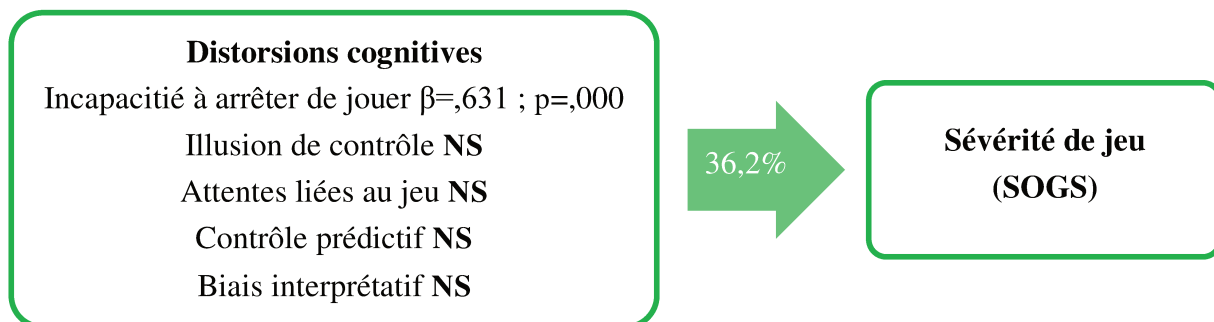 Distorsions cognitives
Incapacitié à arrêter de jouer β=,631 ; p=,000
Illusion de contrôle NS
Attentes liées au jeu NS
Contrôle prédictif NS
Biais interprétatif NS
36,2%
Sévérité de jeu
(SOGS)